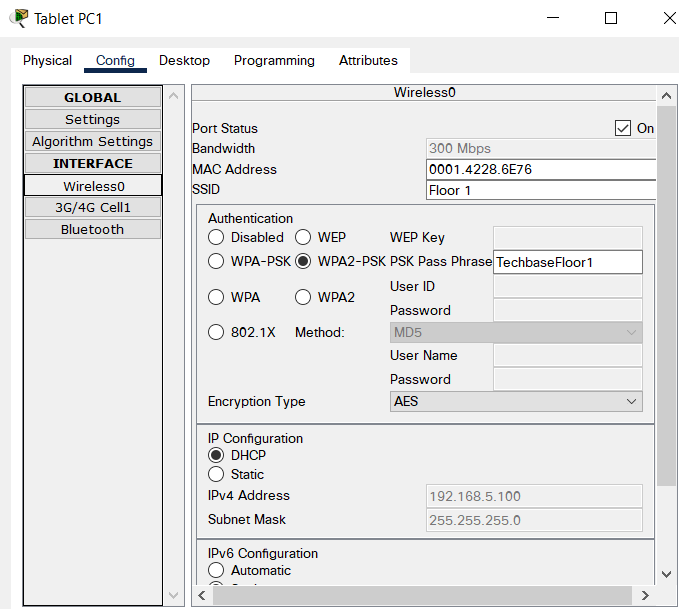 Tablet PC1
Physical Config Desktop Programming Attributes
GLOBAL
Settings
Algorithm Settings
INTERFACE
Wireless0
3G/4G Cell1
Bluetooth
Wireless0
Port Status On
Bandwidth 300 Mbps
MAC Address 0001.4228.6E76
SSID Floor 1
Authentication
Disabled WEP WEP Key
WPA-PSK WPA2-PSK PSK Pass Phrase TechbaseFloor1
User ID
WPA WPA2
Password
802.1X Method: MD5
User Name
Password
Encryption Type AES
IP Configuration
DHCP
Static
IPv4 Address 192.168.5.100
Subnet Mask 255.255.255.0
IPv6 Configuration
Automatic